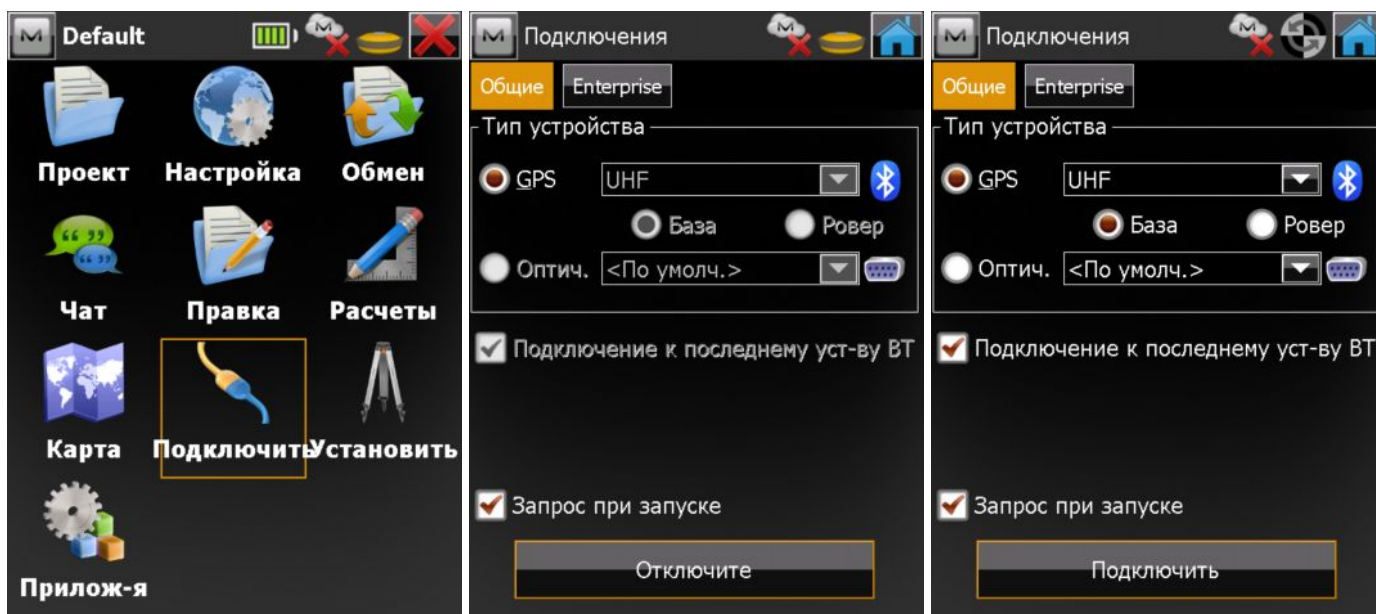 Default
Проект
Настройка
Обмен
Чат
Правка
Расчеты
Карта
Подключить
Установить
Прилож-я
Подключения
Общие
Enterprise
Тип устройства
GPS
UHF
База
Ровер
Оптич.
<По умолч.>
Подключение к последнему уст-ву BT
Запрос при запуске
Отключите
Подключения
Общие
Enterprise
Тип устройства
GPS
UHF
База
Ровер
Оптич.
<По умолч.>
Подключение к последнему уст-ву BT
Запрос при запуске
Подключить